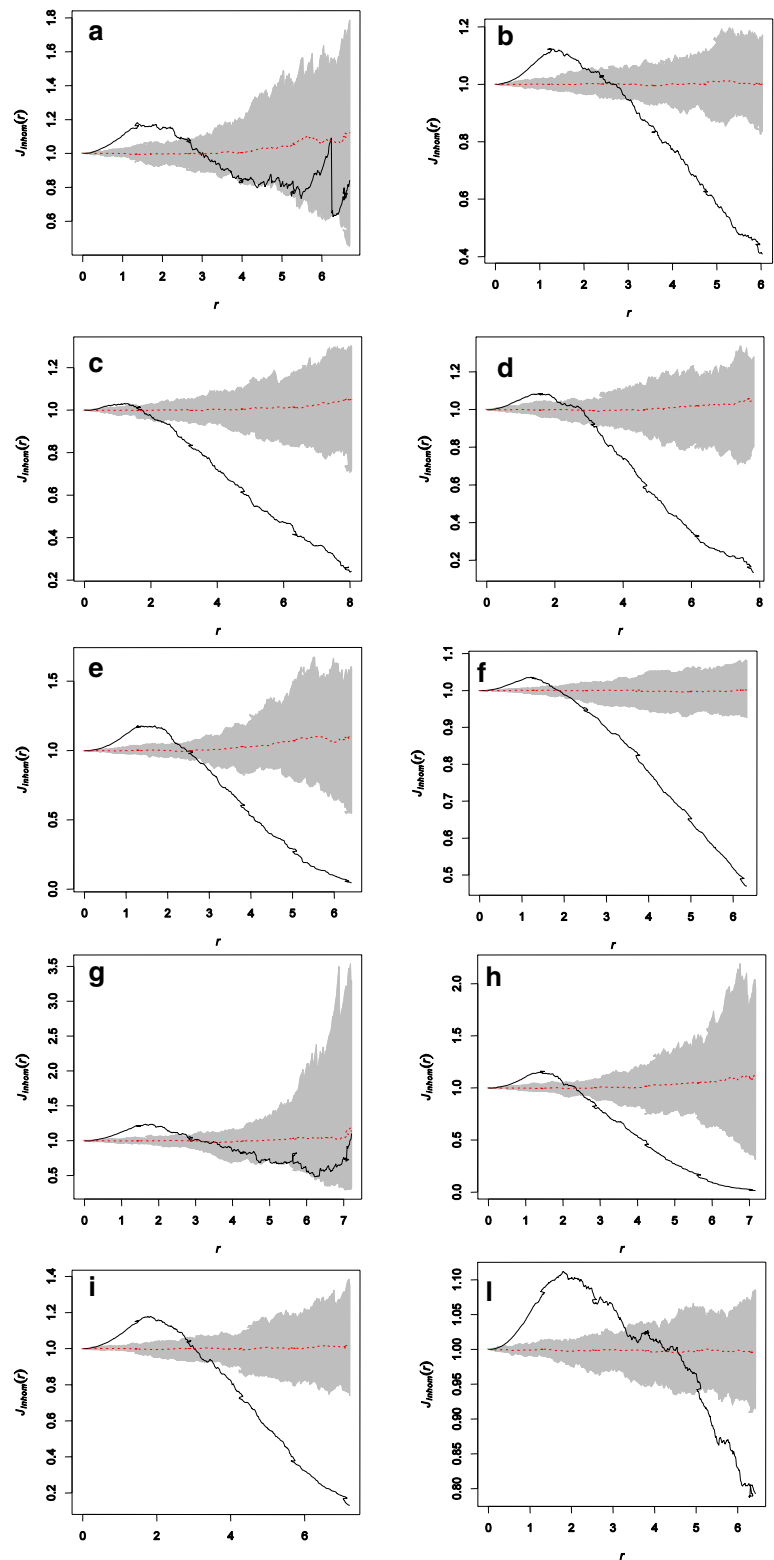 a
1.8
1.6
1.4
1.2
1.0
0.8
0.6
J_inhom(r)
0 1 2 3 4 5 6
r
b
1.2
1.0
0.8
0.6
0.4
J_inhom(r)
0 1 2 3 4 5 6
r
c
1.2
1.0
0.8
0.6
0.4
0.2
J_inhom(r)
0 2 4 6 8
r
d
1.2
1.0
0.8
0.6
0.4
0.2
J_inhom(r)
0 2 4 6 8
r
e
1.5
1.0
0.5
0.0
J_inhom(r)
0 1 2 3 4 5 6
r
f
1.1
1.0
0.9
0.8
0.7
0.6
0.5
J_inhom(r)
0 1 2 3 4 5 6
r
g
3.5
3.0
2.5
2.0
1.5
1.0
0.5
J_inhom(r)
0 1 2 3 4 5 6 7
r
h
2.0
1.5
1.0
0.5
0.0
J_inhom(r)
0 1 2 3 4 5 6 7
r
i
1.4
1.2
1.0
0.8
0.6
0.4
0.2
J_inhom(r)
0 2 4 6
r
l
1.10
1.05
1.00
0.95
0.90
0.85
0.80
J_inhom(r)
0 1 2 3 4 5 6
r